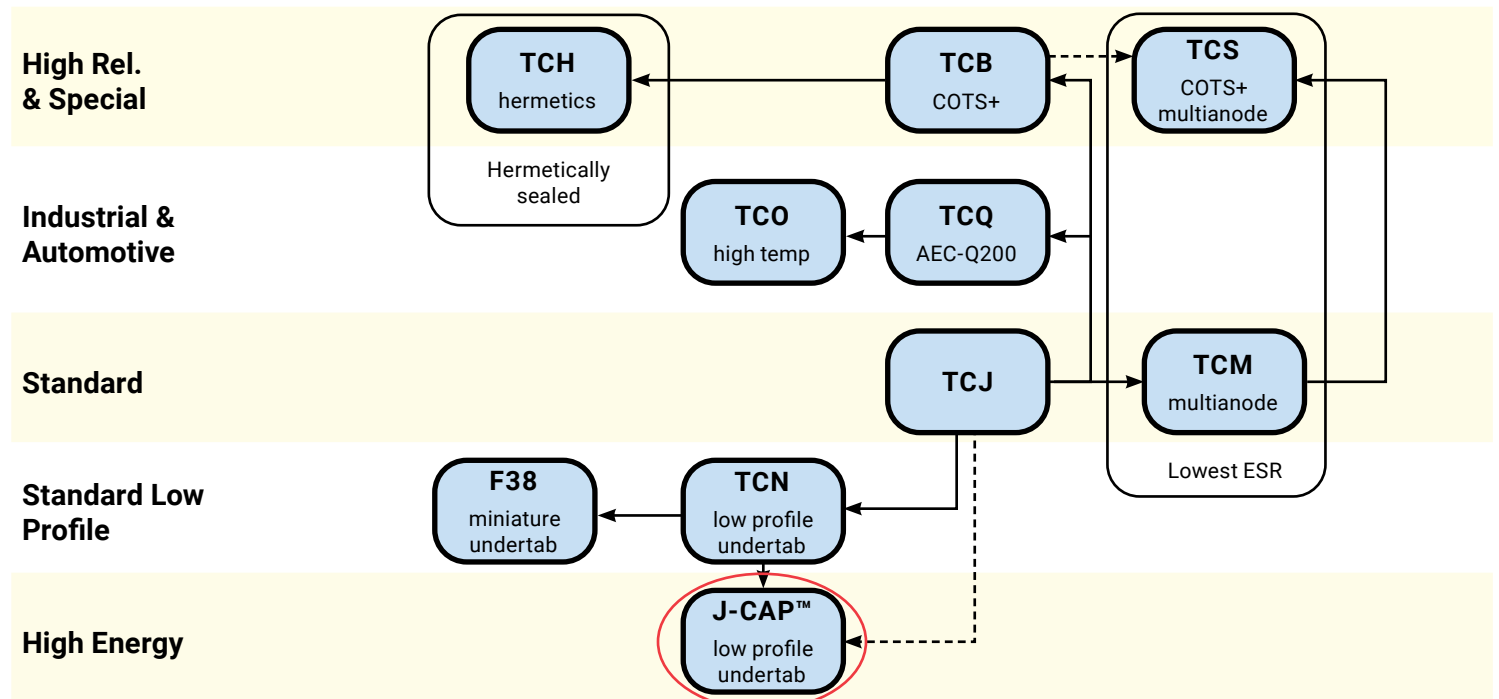 High Rel.
& Special
TCH
hermetics
Hermetically
sealed
TCB
COTS+
TCS
COTS+
multianode
Industrial &
Automotive
TCO
high temp
TCQ
AEC-Q200
Standard
TCJ
TCM
multianode
Lowest ESR
Standard Low
Profile
F38
miniature
undertab
TCN
low profile
undertab
High Energy
J-CAP™
low profile
undertab